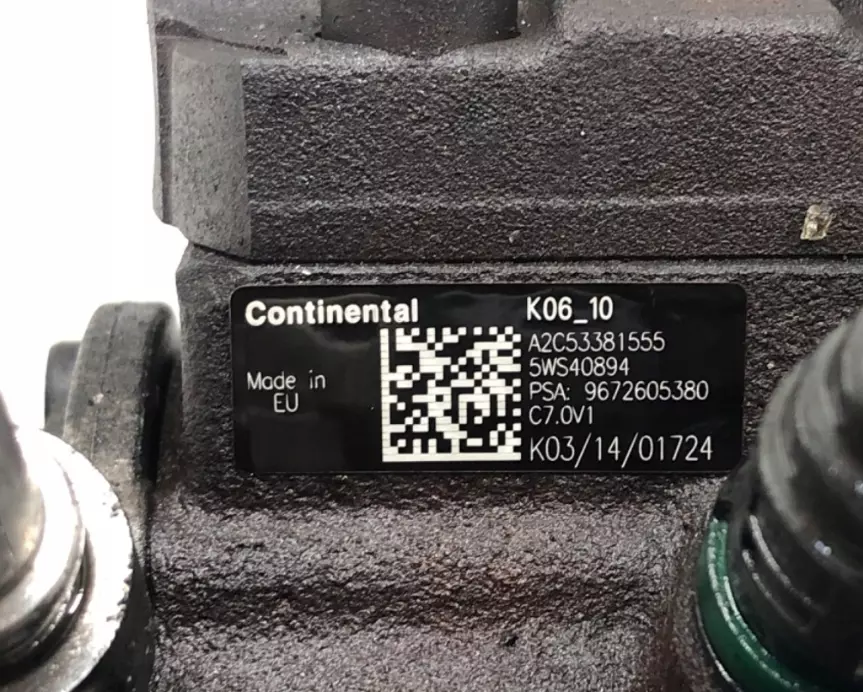 Continental
K06_10
A2C53381555
5WS40894
Made in
EU
PSA: 9672605380
C7.0V1
K03/14/01724